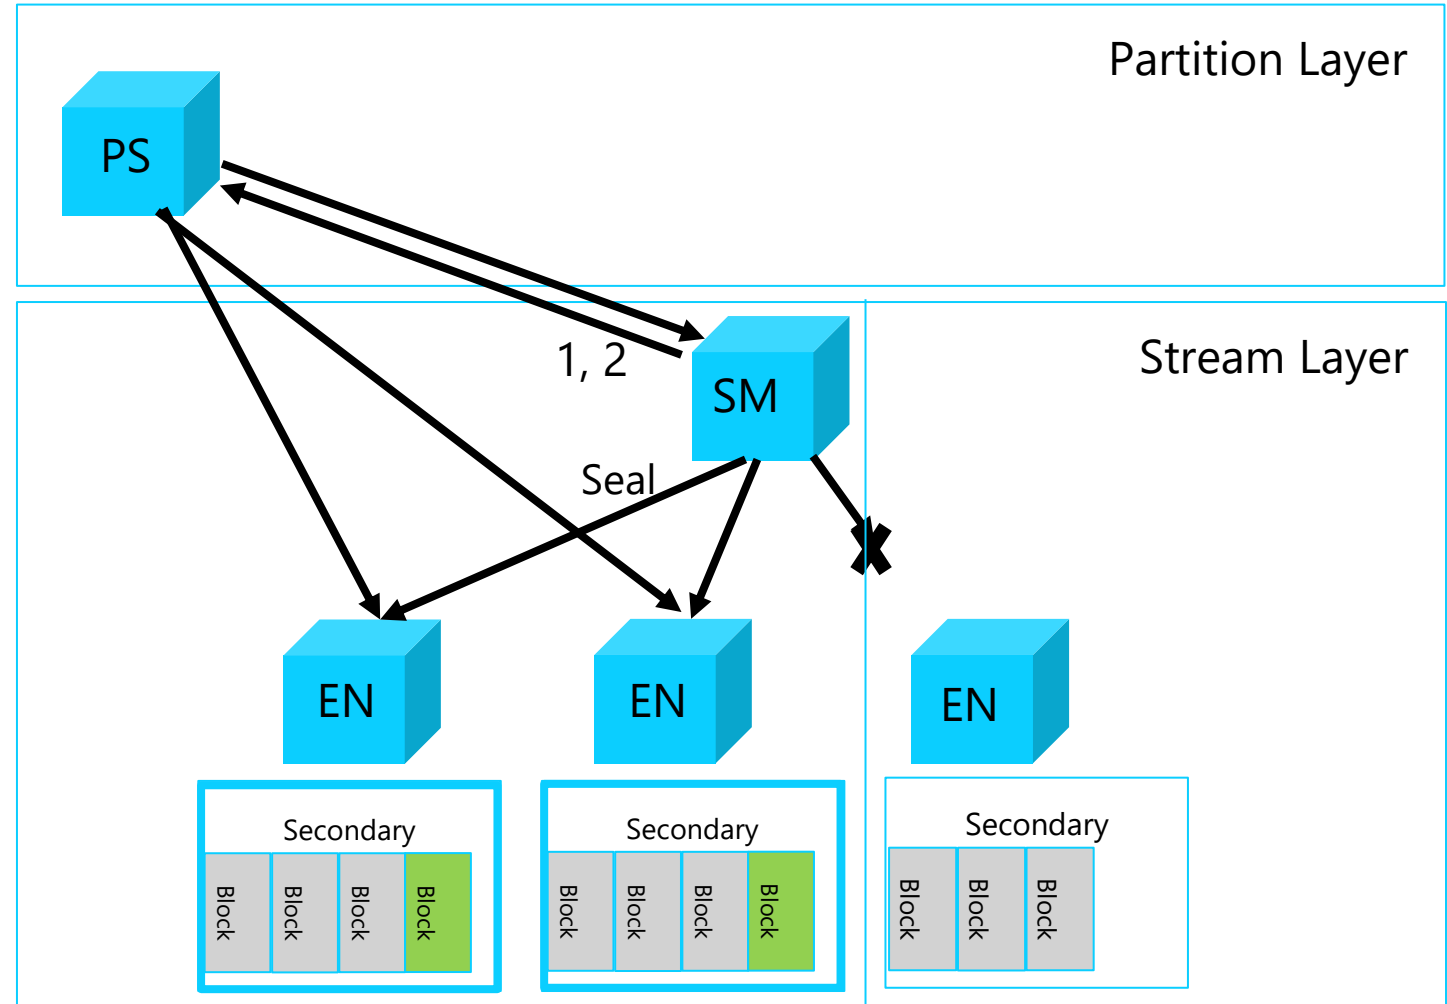 Partition Layer
PS
1, 2
SM
Stream Layer
Seal
EN
EN
EN
Secondary
Block
Block
Block
Block
Secondary
Block
Block
Block
Block
Secondary
Block
Block
Block